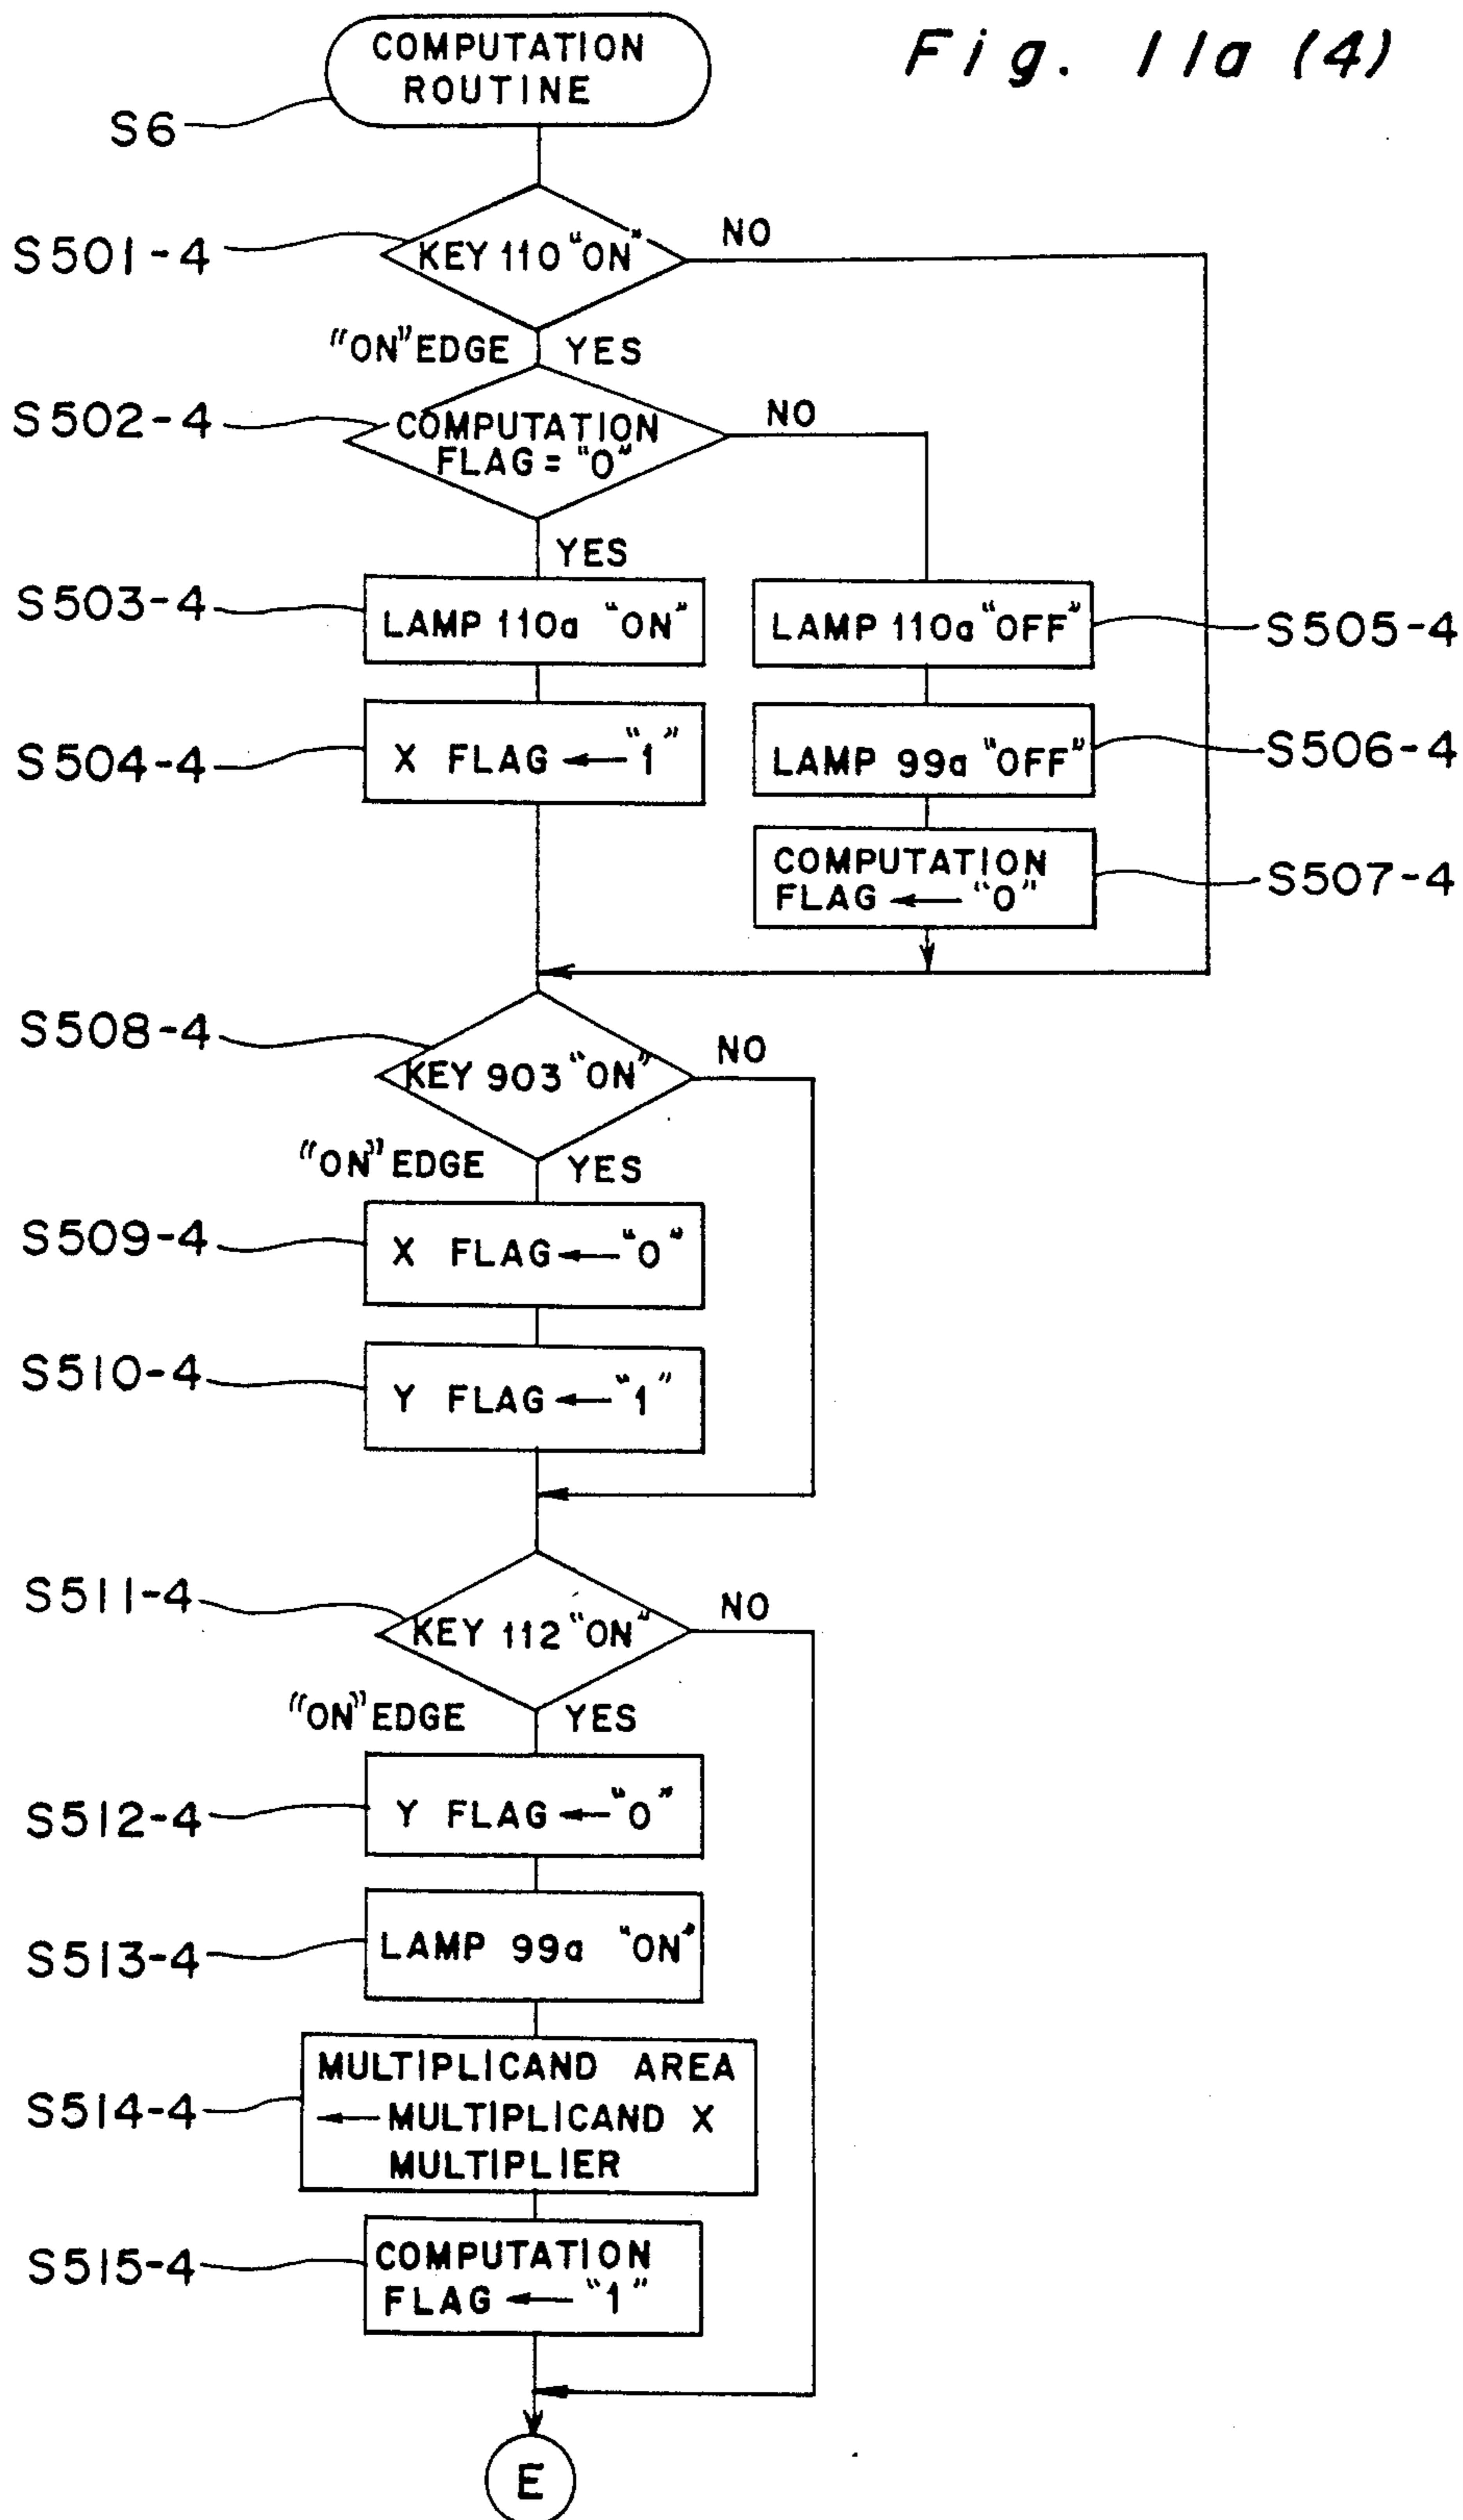 Fig. 11a (4)
COMPUTATION
ROUTINE
S6
S501-4
KEY 110 "ON"
NO
"ON" EDGE
YES
S502-4
COMPUTATION
FLAG = "0"
NO
YES
S503-4
LAMP 110a "ON"
LAMP 110a "OFF"
S505-4
S504-4
X FLAG ← "1"
LAMP 99a "OFF"
S506-4
COMPUTATION
FLAG ← "0"
S507-4
S508-4
KEY 903 "ON"
NO
"ON" EDGE
YES
S509-4
X FLAG ← "0"
S510-4
Y FLAG ← "1"
S511-4
KEY 112 "ON"
NO
"ON" EDGE
YES
S512-4
Y FLAG ← "0"
S513-4
LAMP 99a "ON"
S514-4
MULTIPLICAND AREA
← MULTIPLICAND X
MULTIPLIER
S515-4
COMPUTATION
FLAG ← "1"
E